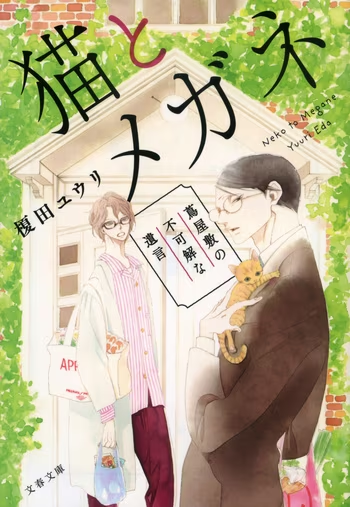 猫と
メガネ
Neko to Megane
Yuuri Eda
榎田ユウリ
蔦屋敷の
不可解な
遺言
APP
文春文庫